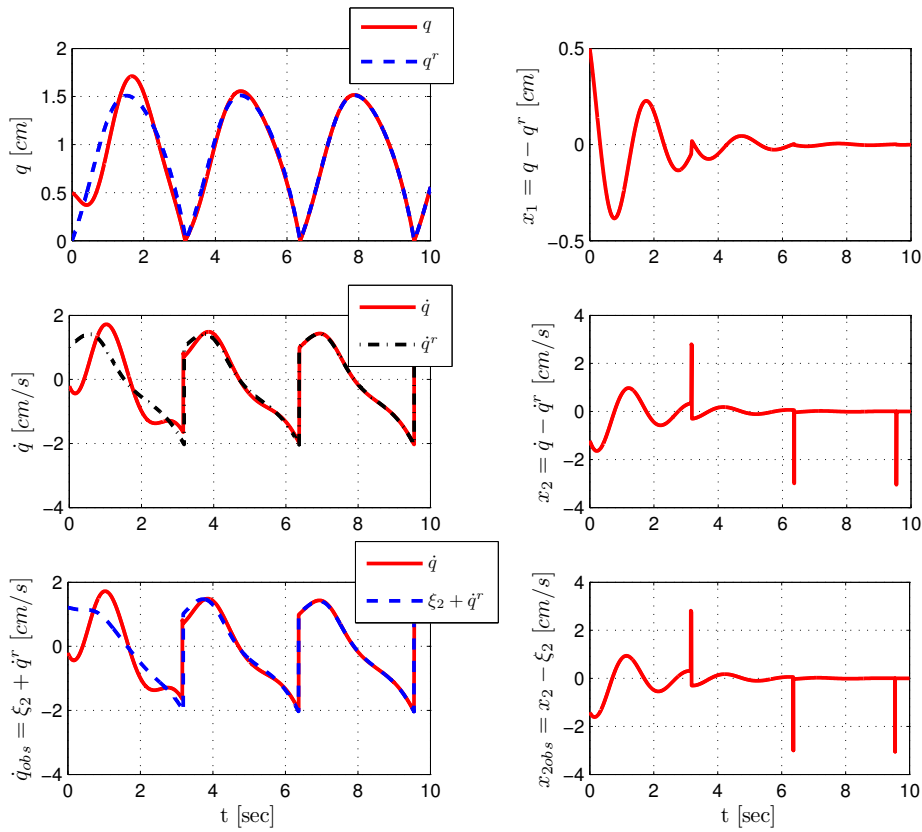 q
q^r
2
1.5
1
0.5
0
0 2 4 6 8 10
q [cm]
0.5
0
−0.5
0 2 4 6 8 10
x_1 = q − q^r [cm]
q̇
q̇^r
2
0
−2
−4
0 2 4 6 8 10
q̇ [cm/s]
4
2
0
−2
−4
0 2 4 6 8 10
x_2 = q̇ − q̇^r [cm/s]
q̇
ξ_2 + q̇^r
2
0
−2
−4
0 2 4 6 8 10
q̇_{obs} = ξ_2 + q̇^r [cm/s]
t [sec]
4
2
0
−2
−4
0 2 4 6 8 10
x_{2obs} = x_2 − ξ_2 [cm/s]
t [sec]